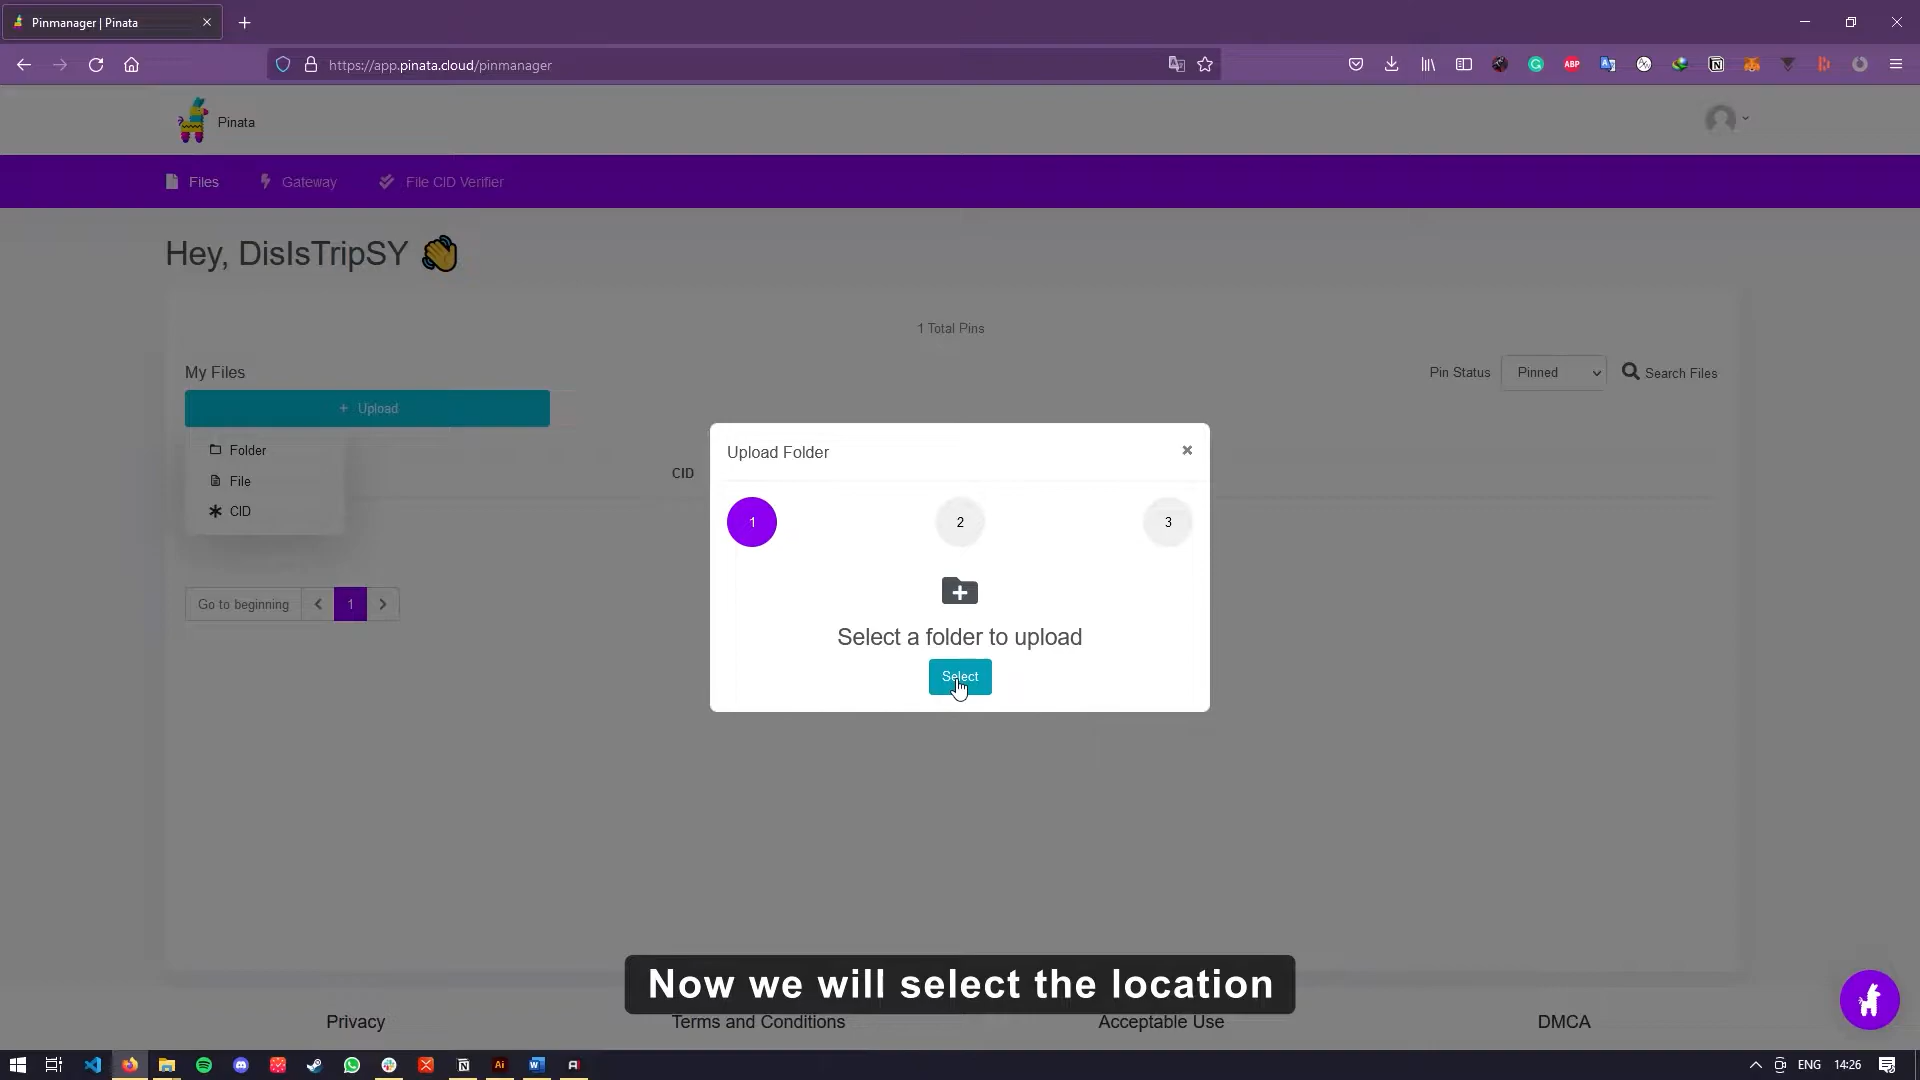 Pinmanager | Pinata
https://app.pinata.cloud/pinmanager
ABP
Pinata
Files Gateway File CID Verifier
Hey, DisIsTripSY 👋
1 Total Pins
My Files
Pin Status Pinned Search Files
+ Upload
Folder
File
CID
CID
Upload Folder
1 2 3
Select a folder to upload
Select
Go to beginning 1
Now we will select the location
Privacy Terms and Conditions Acceptable Use DMCA
Ai
ENG 14:26